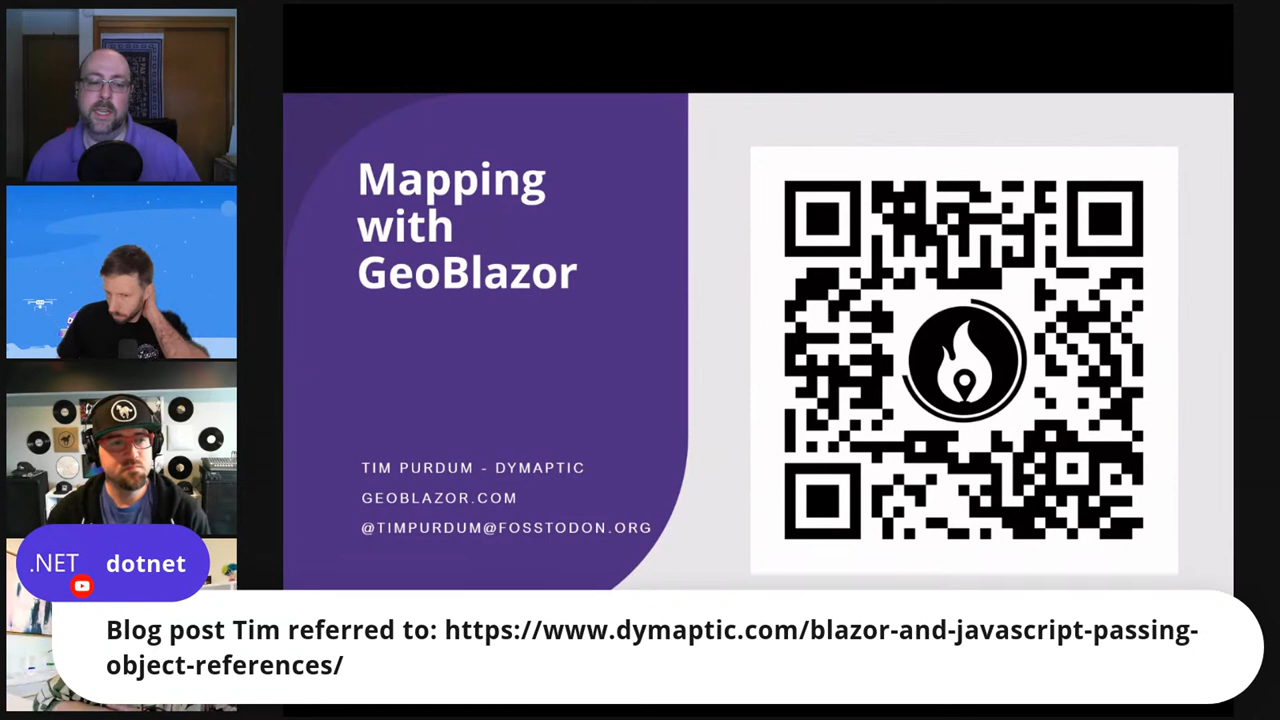 Mapping
with
GeoBlazor
TIM PURDUM - DYMAPTIC
GEOBLAZOR.COM
@TIMPURDUM@FOSSTODON.ORG
.NET dotnet
Blog post Tim referred to: https://www.dymaptic.com/blazor-and-javascript-passing-
object-references/